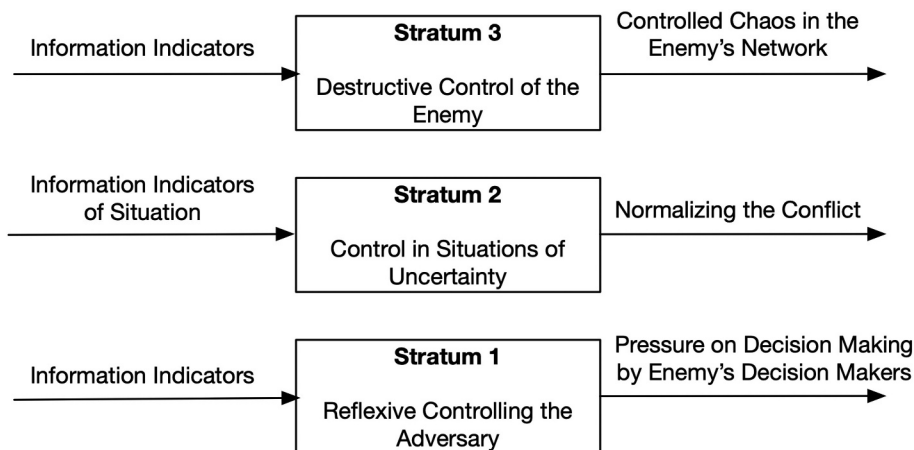 Information Indicators
Stratum 3
Destructive Control of the
Enemy
Controlled Chaos in the
Enemy's Network
Information Indicators
of Situation
Stratum 2
Control in Situations of
Uncertainty
Normalizing the Conflict
Information Indicators
Stratum 1
Reflexive Controlling the
Adversary
Pressure on Decision Making
by Enemy's Decision Makers